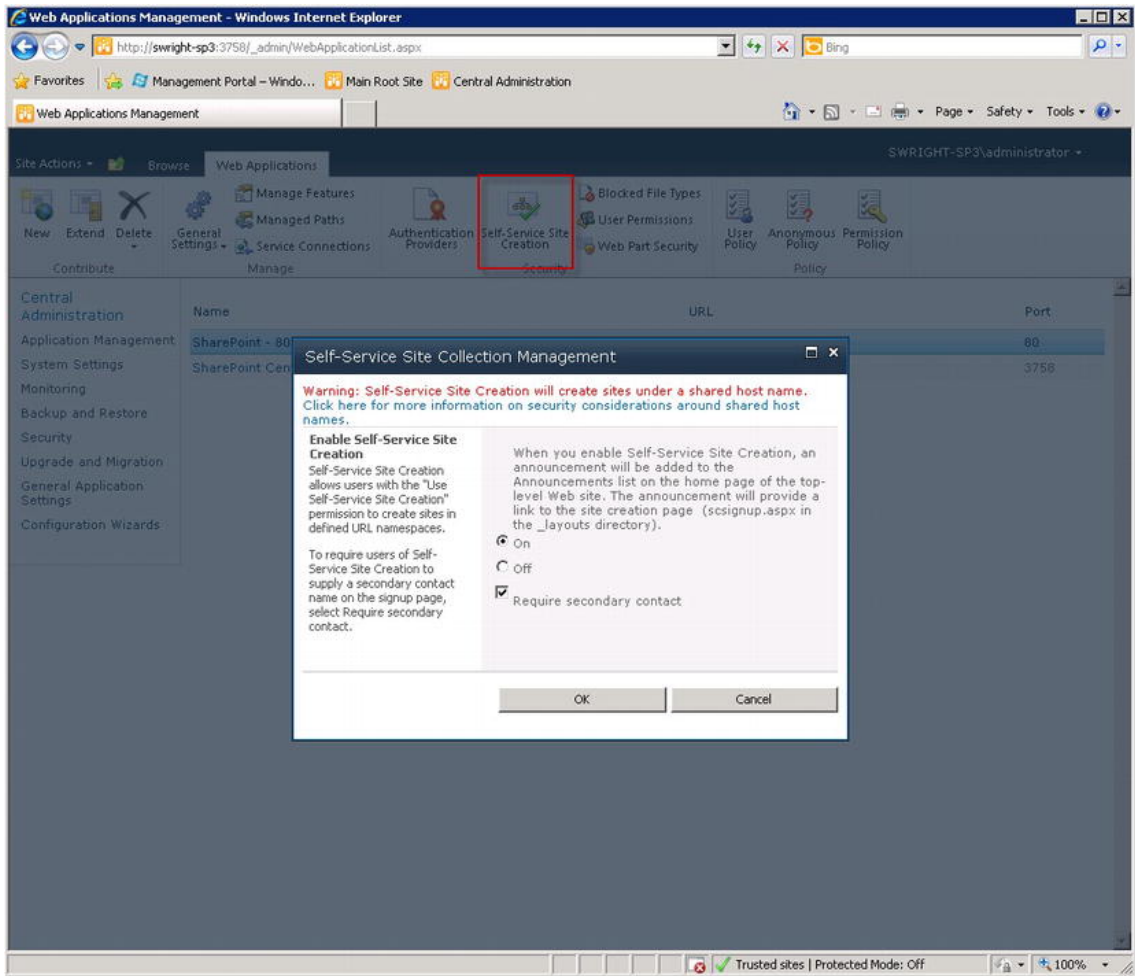 Web Applications Management - Windows Internet Explorer
http://swright-sp3:3758/_admin/WebApplicationList.aspx
Bing
Favorites
Management Portal – Windo...
Main Root Site
Central Administration
Web Applications Management
Page
Safety
Tools
Site Actions
Browse
Web Applications
SWRIGHT-SP3\administrator
New
Extend
Delete
General
Settings
Manage Features
Managed Paths
Service Connections
Authentication
Providers
Self-Service Site
Creation
Blocked File Types
User Permissions
Web Part Security
User
Policy
Anonymous
Policy
Permission
Policy
Contribute
Manage
Security
Policy
Central
Administration
Application Management
System Settings
Monitoring
Backup and Restore
Security
Upgrade and Migration
General Application
Settings
Configuration Wizards
Name
URL
Port
SharePoint - 80
80
SharePoint Cen
3758
Self-Service Site Collection Management
Warning: Self-Service Site Creation will create sites under a shared host name.
Click here for more information on security considerations around shared host
names.
Enable Self-Service Site
Creation
Self-Service Site Creation
allows users with the "Use
Self-Service Site Creation"
permission to create sites in
defined URL namespaces.
To require users of Self-
Service Site Creation to
supply a secondary contact
name on the signup page,
select Require secondary
contact.
When you enable Self-Service Site Creation, an
announcement will be added to the
Announcements list on the home page of the top-
level Web site. The announcement will provide a
link to the site creation page (scsignup.aspx in
the _layouts directory).
On
Off
Require secondary contact
OK
Cancel
Trusted sites | Protected Mode: Off
100%